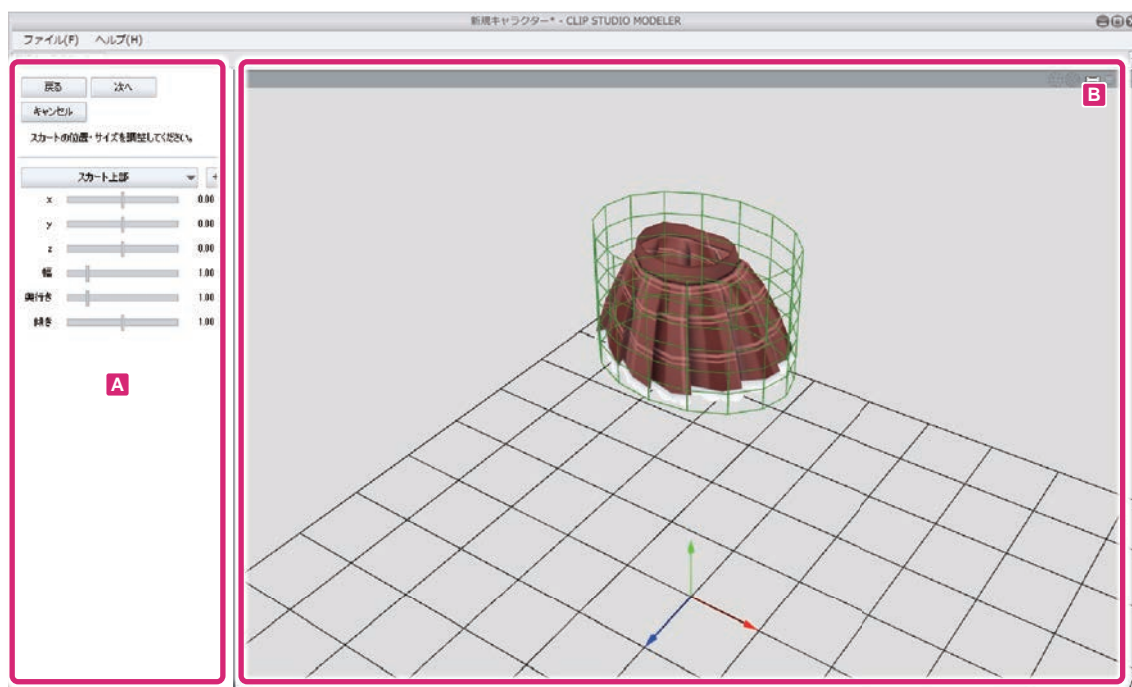 新規キャラクター* - CLIP STUDIO MODELER
ファイル(F) ヘルプ(H)
A
B
戻る 次へ
キャンセル
スカートの位置・サイズを調整してください。
スカート上部 +
x 0.00
y 0.00
z 0.00
幅 1.00
奥行き 1.00
傾き 1.00